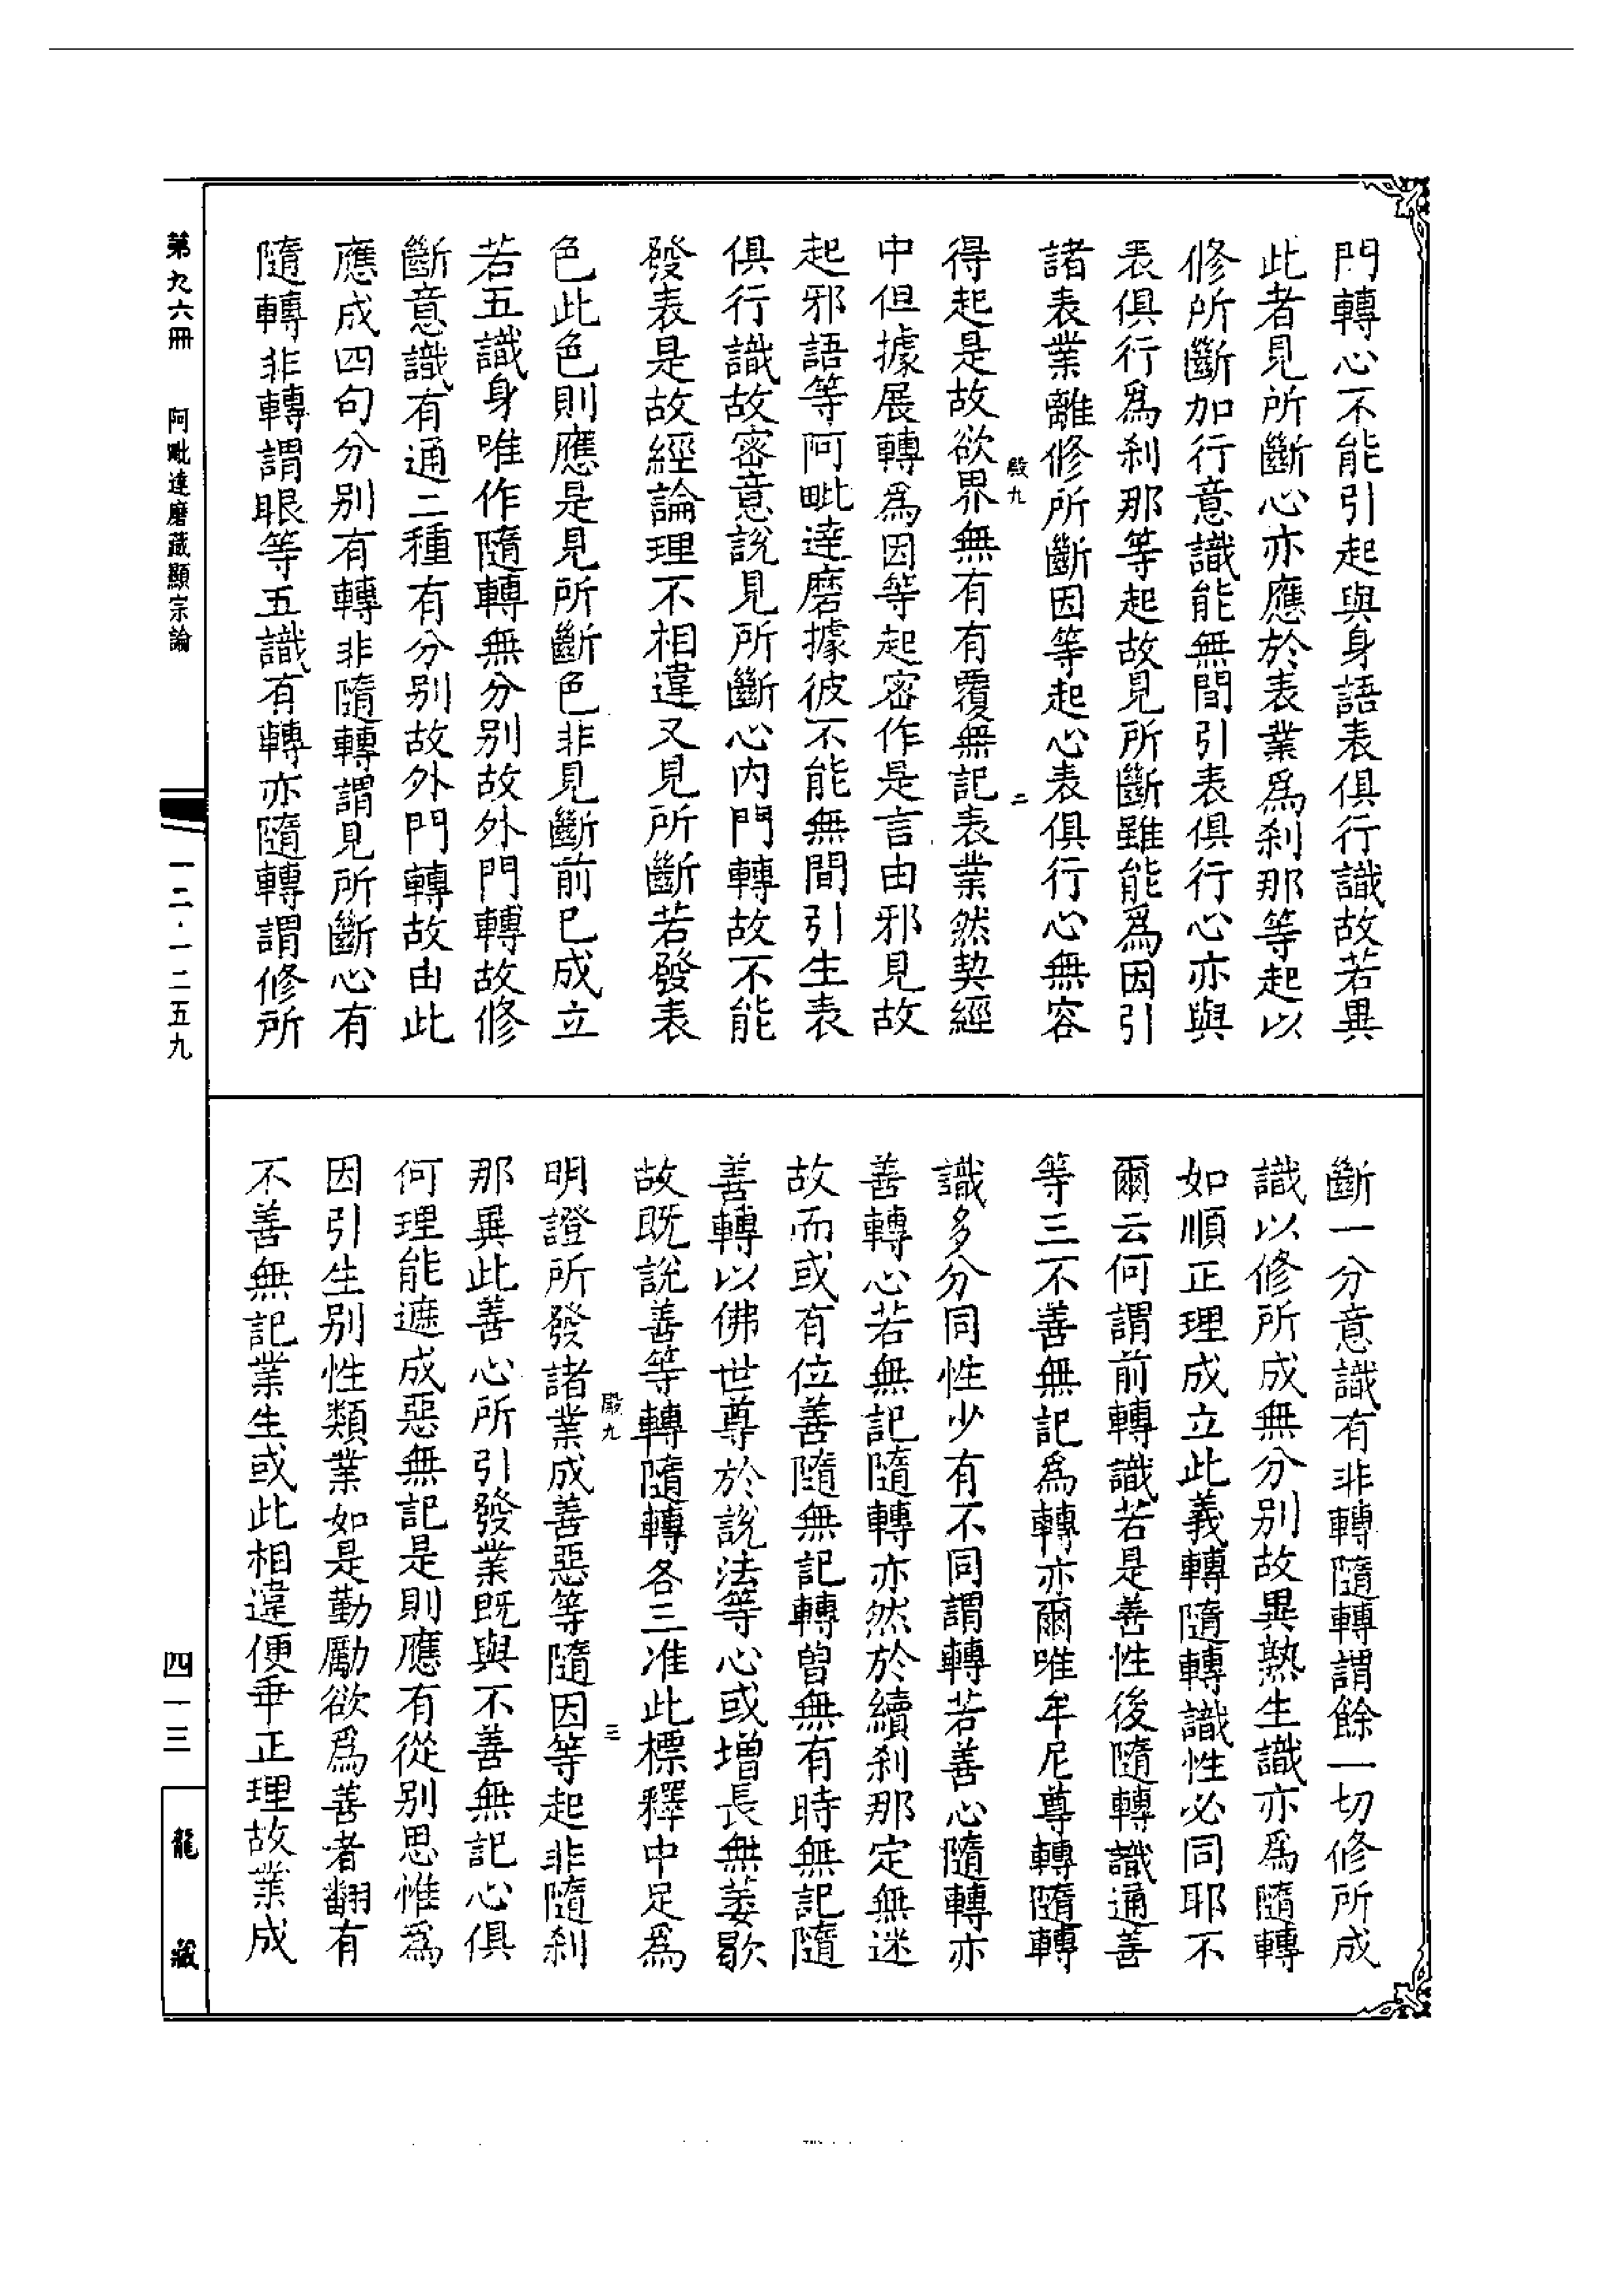 門轉心不能引起與身語表俱行識故若異
此者見所斷心亦應於表業爲刹那等起以
修所斷加行意識能無間引表俱行心亦與
表俱行爲刹那等起故見所斷雖能爲因引
諸表業離修所斷因等起心表俱行心無容
殿九
二
得起是故欲界無有有覆無記表業然契經
中但據展轉爲因等起密作是言由邪見故
起邪語等阿毗達磨據彼不能無間引生表
俱行識故密意說見所斷心內門轉故不能
發表是故經論理不相違又見所斷若發表
色此色則應是見所斷色非見斷前已成立
若五識身唯作隨轉無分别故外門轉故修
斷意識有通二種有分别故外門轉故由此
應成四句分别有轉非隨轉謂見所斷心有
隨轉非轉謂眼等五識有轉亦隨轉謂修所
斷一分意識有非轉隨轉謂餘一切修所成
識以修所成無分别故異熟生識亦爲隨轉
如順正理成立此義轉隨轉識性必同耶不
爾云何謂前轉識若是善性後隨轉識通善
等三不善無記爲轉亦爾唯牟尼尊轉隨轉
識多分同性少有不同謂轉若善心隨轉亦
善轉心若無記隨轉亦然於續刹那定無迷
故而或有位善隨無記轉曾無有時無記隨
善轉以佛世尊於說法等心或增長無萎歇
故既說善等轉隨轉各三准此標釋中足爲
殿九
三
明證所發諸業成善惡等隨因等起非隨刹
那異此善心所引發業既與不善無記心俱
何理能遮成惡無記是則應有從别思惟爲
因引生别性類業如是勤勵欲爲善者翻有
不善無記業生或此相違便乖正理故業成
第九六冊
阿毗達磨藏顯宗論
一二·一二五九
四一三
龍藏